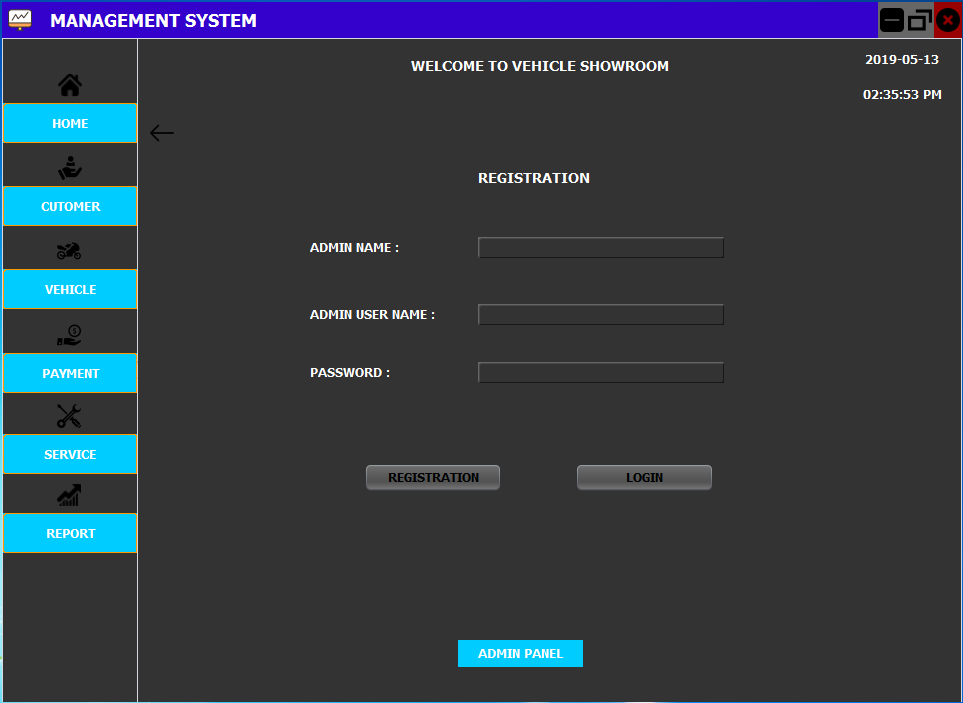 MANAGEMENT SYSTEM
WELCOME TO VEHICLE SHOWROOM
2019-05-13
02:35:53 PM
HOME
CUTOMER
VEHICLE
PAYMENT
SERVICE
REPORT
REGISTRATION
ADMIN NAME :
ADMIN USER NAME :
PASSWORD :
REGISTRATION
LOGIN
ADMIN PANEL